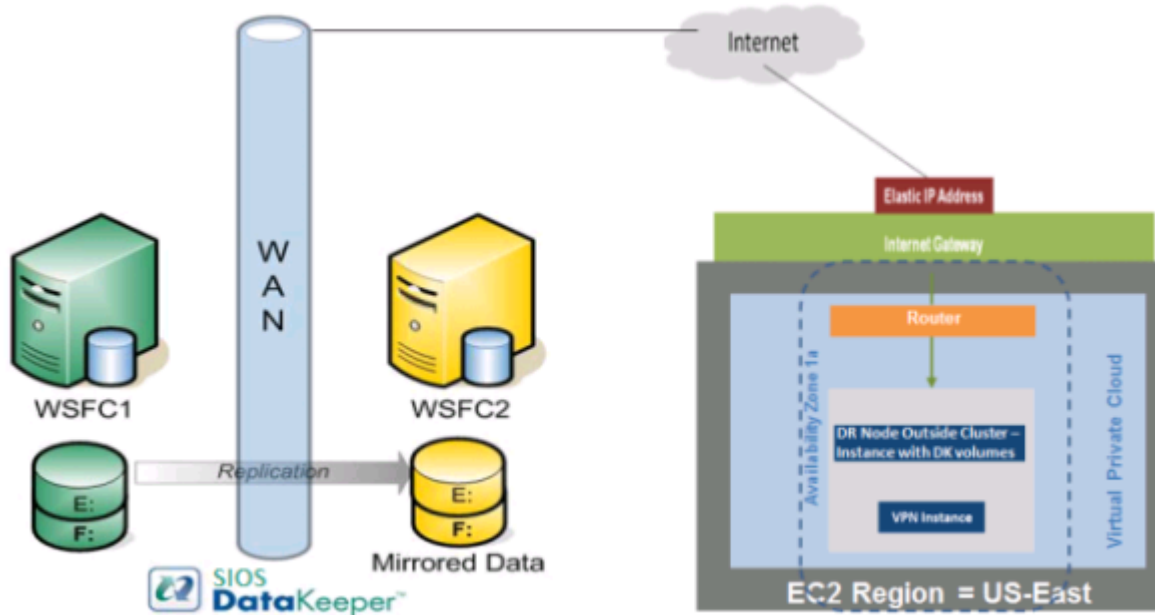 Internet
Elastic IP Address
Internet Gateway
W
A
N
Router
Availability Zone 1a
Virtual Private Cloud
WSFC1
WSFC2
DR Node Outside Cluster –
Instance with DK volumes
Replication
E:
F:
E:
F:
VPN Instance
Mirrored Data
SIOS
DataKeeper™
EC2 Region = US-East